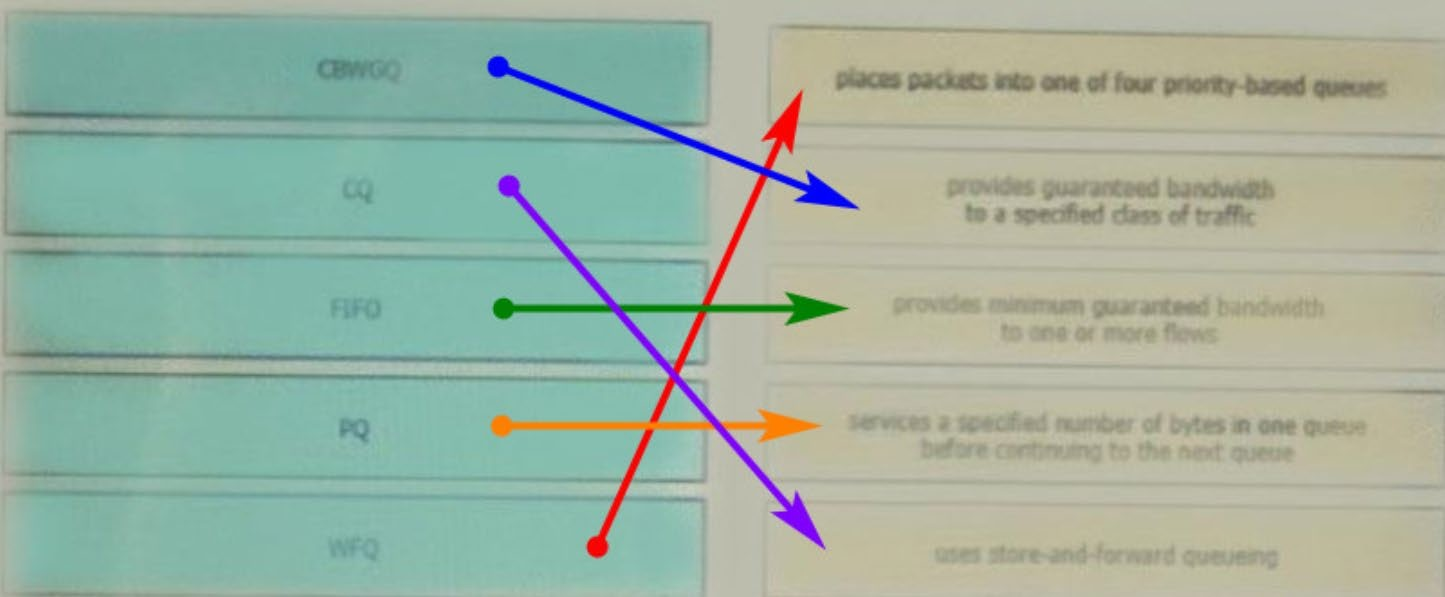 CBWGQ
CQ
FIFO
PQ
WFQ
places packets into one of four priority-based queues
provides guaranteed bandwidth
to a specified class of traffic
provides minimum guaranteed bandwidth
to one or more flows
services a specified number of bytes in one queue
before continuing to the next queue
uses store-and-forward queueing